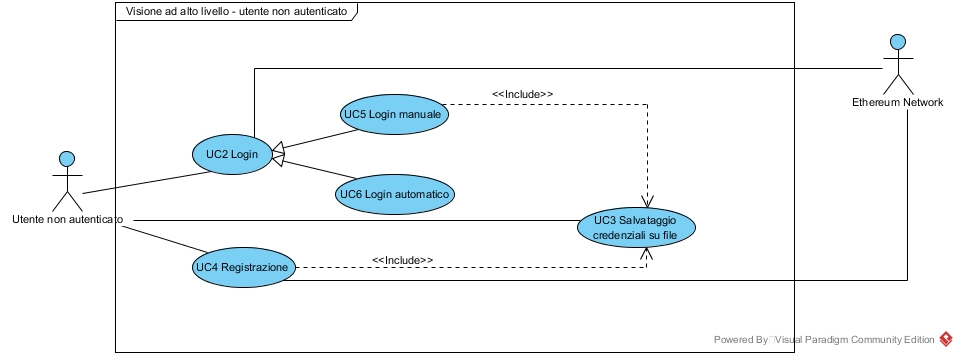 Visione ad alto livello - utente non autenticato
Ethereum Network
<<Include>>
UC5 Login manuale
UC2 Login
UC6 Login automatico
Utente non autenticato
UC3 Salvataggio
credenziali su file
UC4 Registrazione
<<Include>>
Powered By Visual Paradigm Community Edition